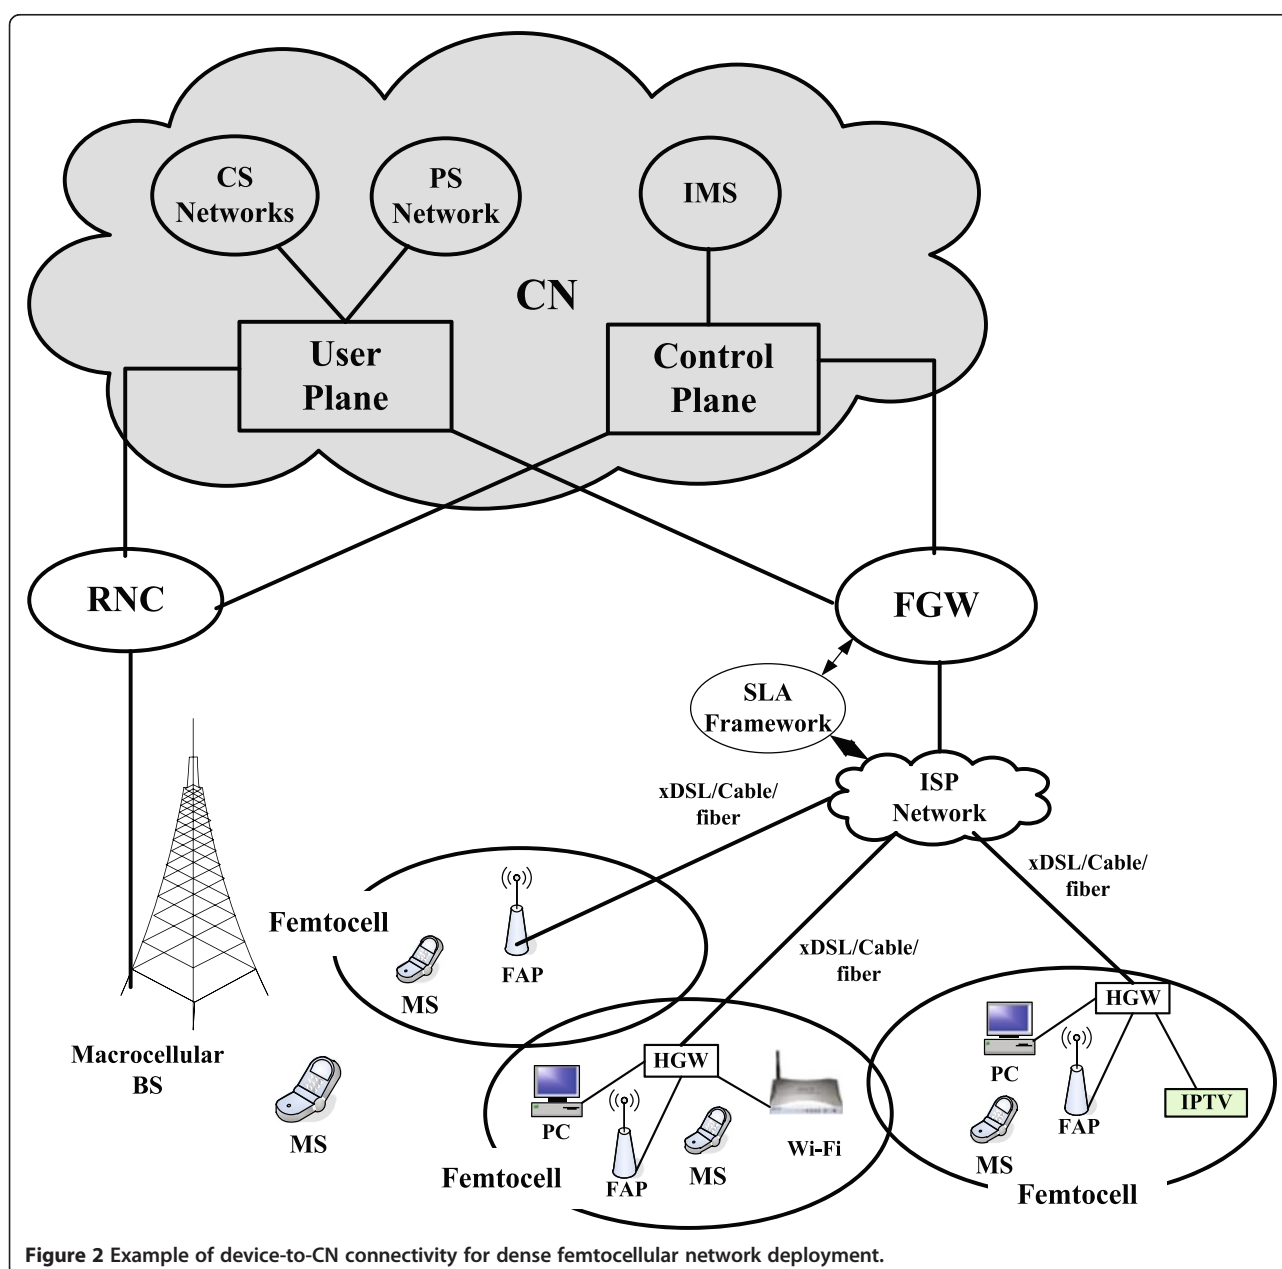 CS
Networks
PS
Network
IMS
CN
User
Plane
Control
Plane
RNC
FGW
SLA
Framework
ISP
Network
xDSL/Cable/
fiber
xDSL/Cable/
fiber
xDSL/Cable/
fiber
Femtocell
FAP
MS
Macrocellular
BS
MS
HGW
PC
FAP
MS
Wi-Fi
Femtocell
HGW
PC
FAP
IPTV
MS
Femtocell
Figure 2 Example of device-to-CN connectivity for dense femtocellular network deployment.